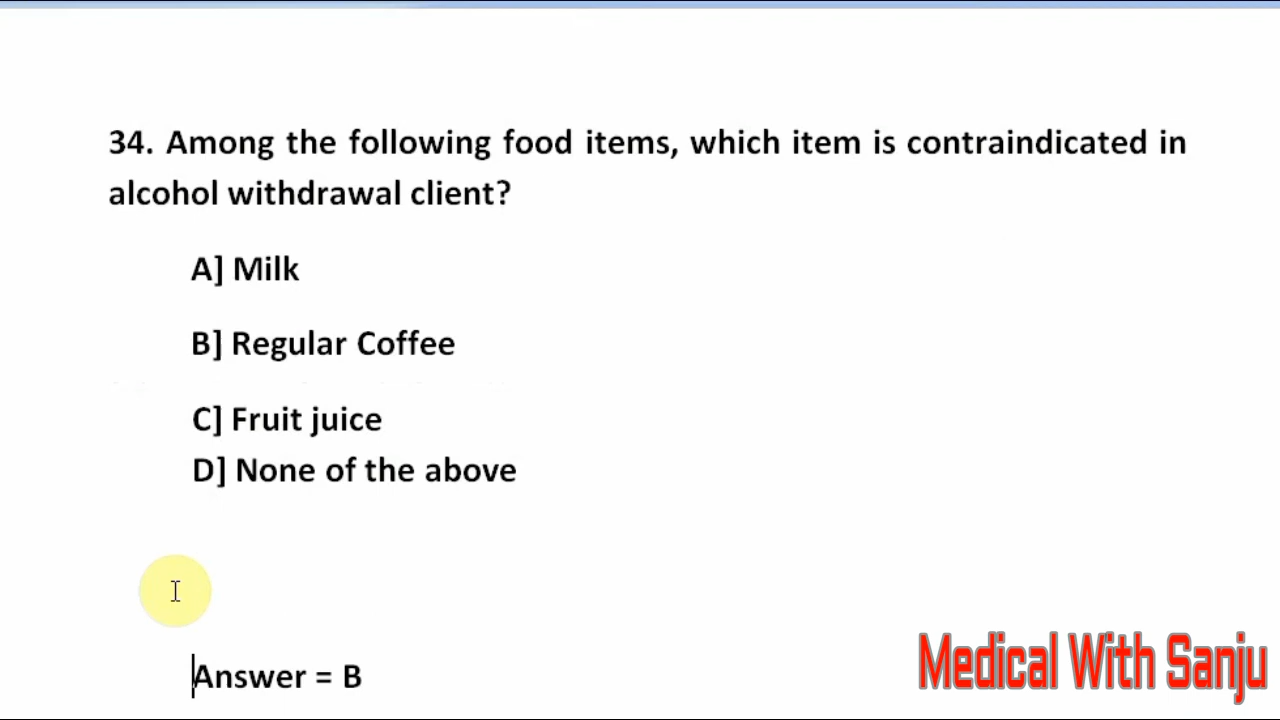 34. Among the following food items, which item is contraindicated in
alcohol withdrawal client?
A] Milk
B] Regular Coffee
C] Fruit juice
D] None of the above
Answer = B
Medical With Sanju